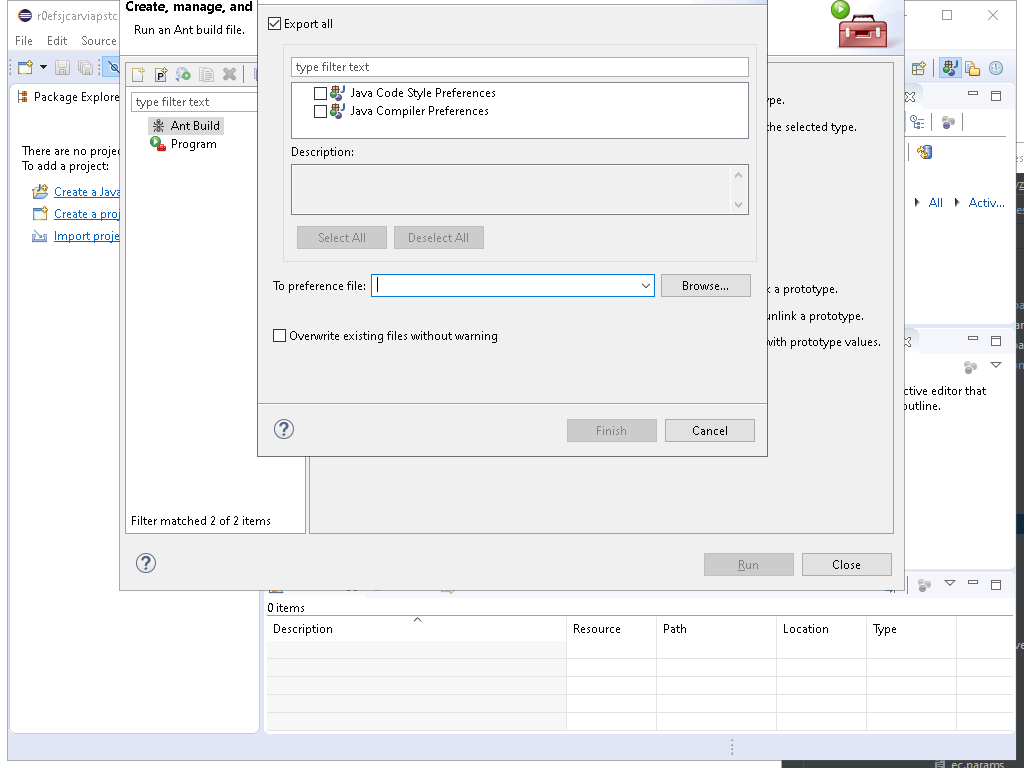 r0efsjcarviapstc
File Edit Source
Package Explore
There are no projec
To add a project:
Create a Java
Create a proj
Import proje
Create, manage, and
Run an Ant build file.
type filter text
Ant Build
Program
Filter matched 2 of 2 items
Export all
type filter text
Java Code Style Preferences
Java Compiler Preferences
Description:
Select All Deselect All
To preference file:
Browse...
Overwrite existing files without warning
Finish Cancel
ype.
he selected type.
k a prototype.
unlink a prototype.
with prototype values.
Run Close
All Activ...
ctive editor that
outline.
0 items
Description Resource Path Location Type
ec.params